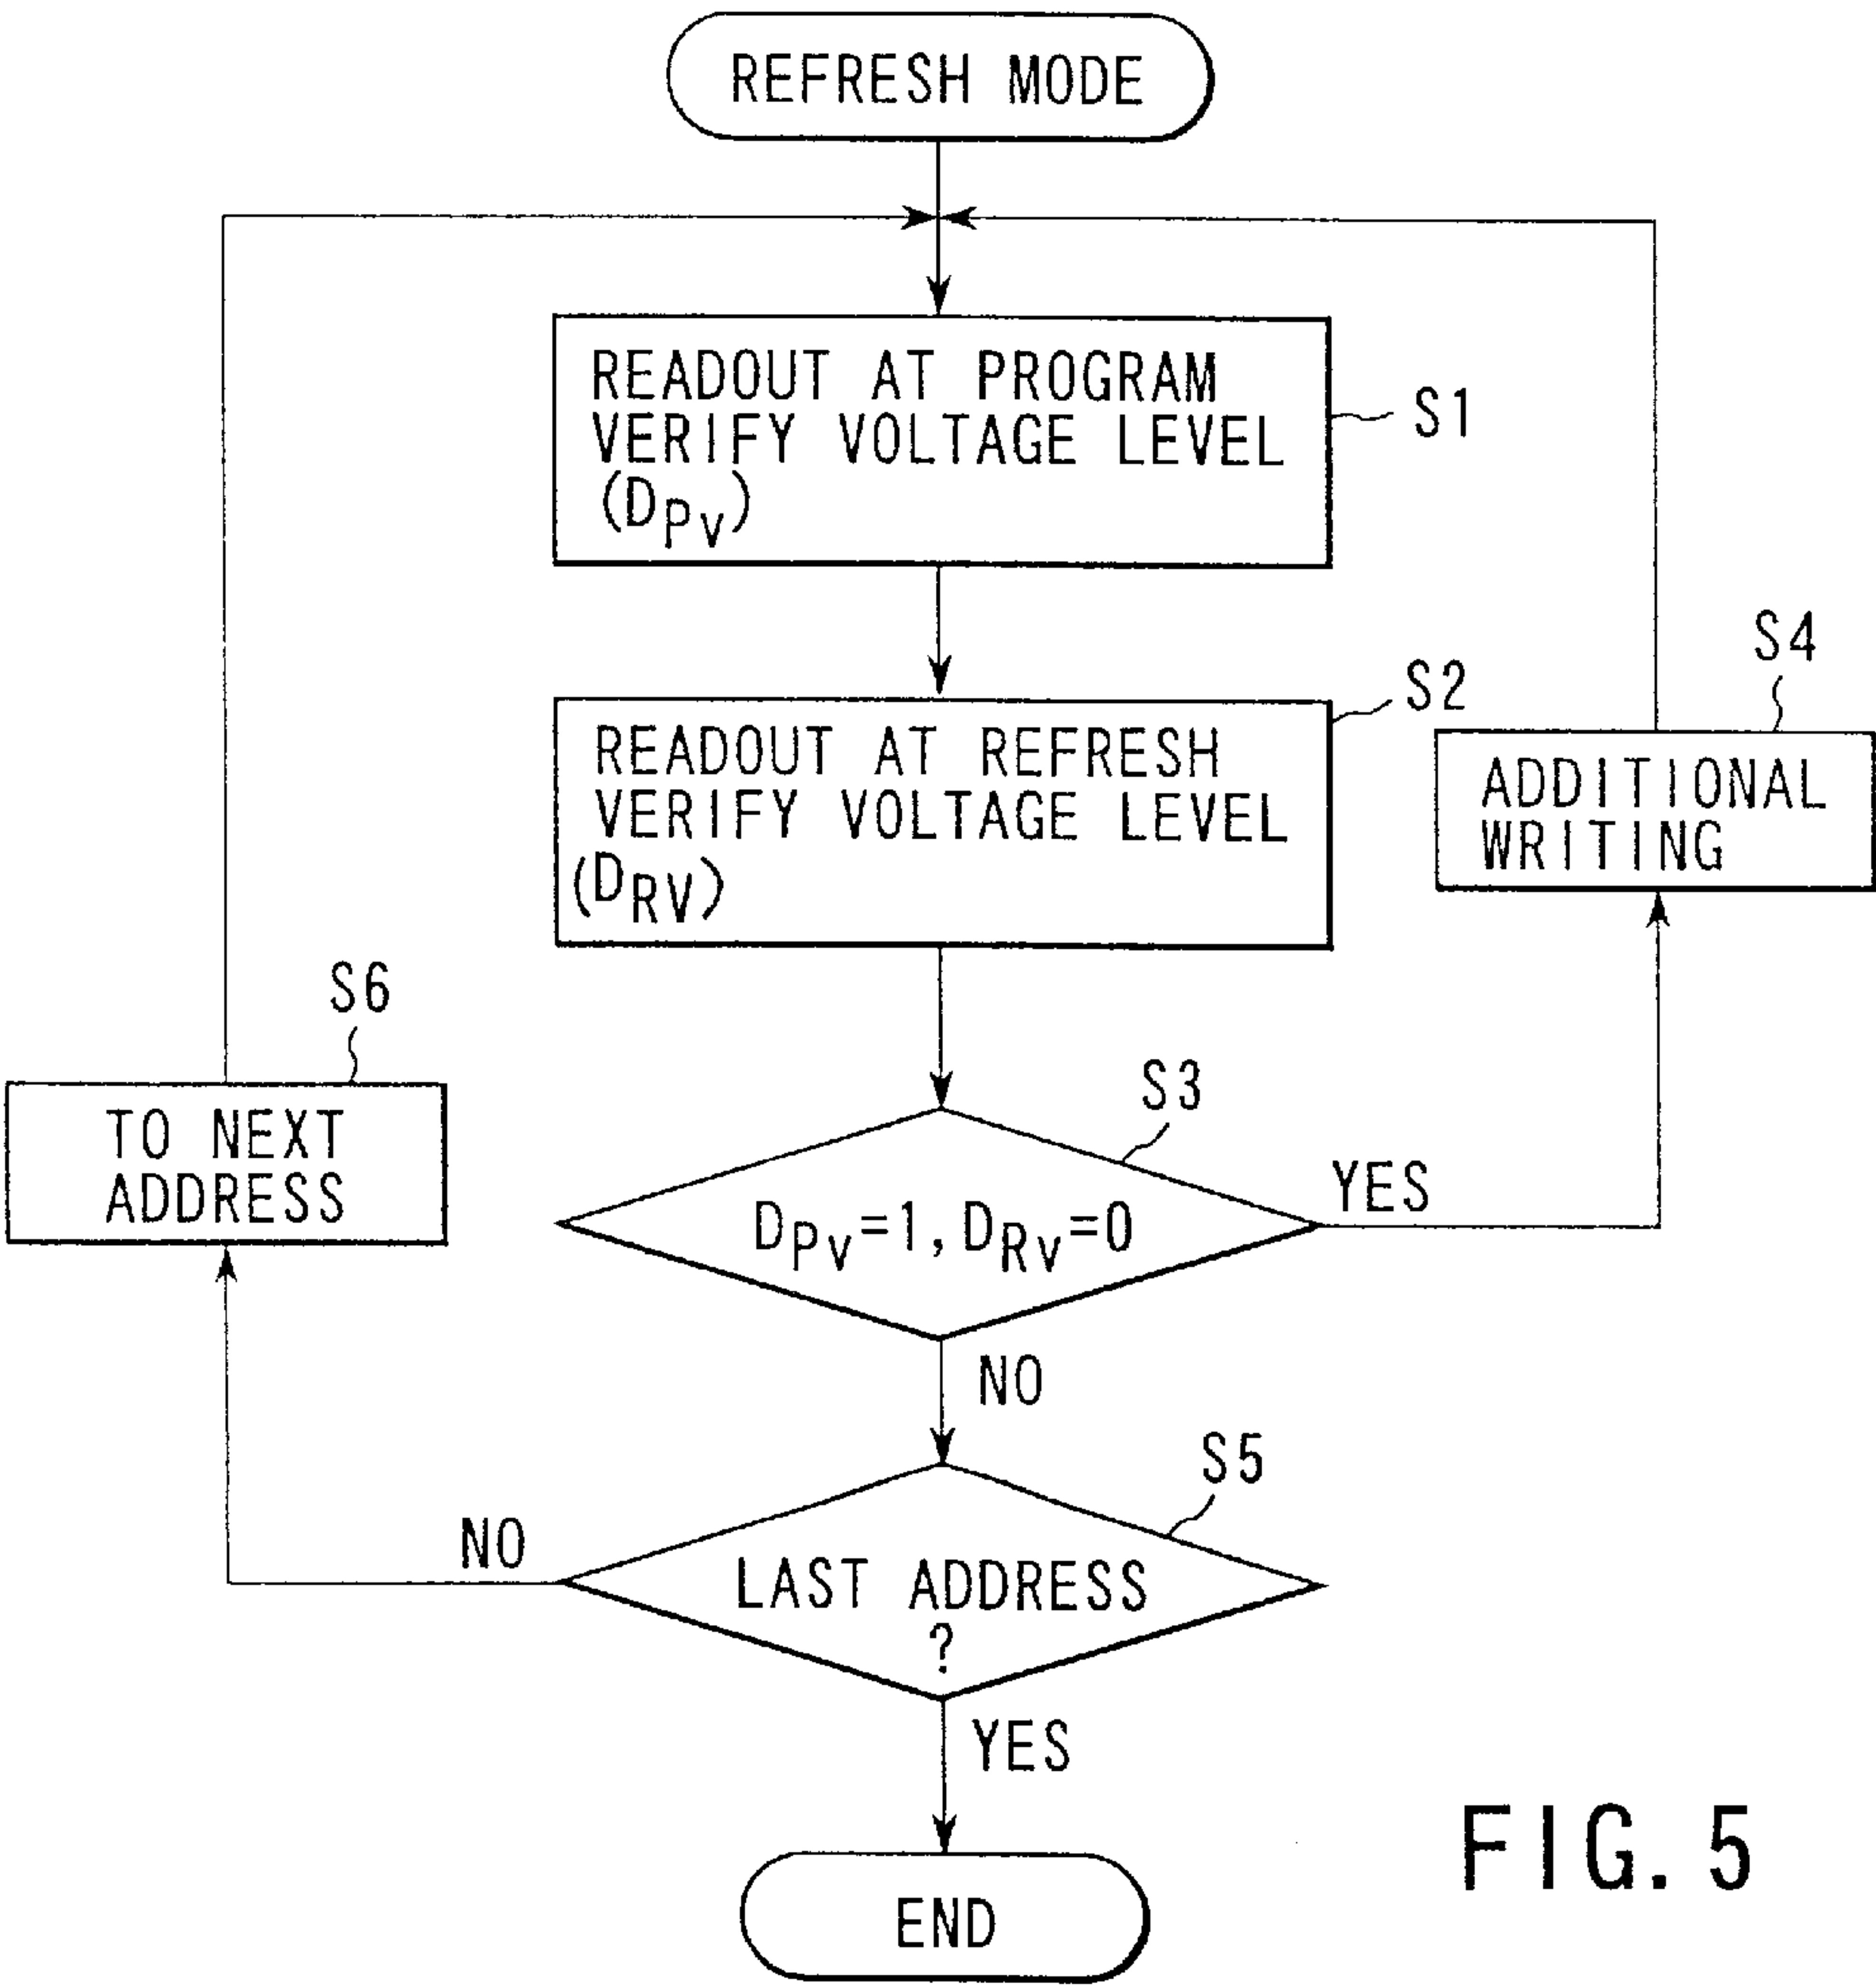 REFRESH MODE
READOUT AT PROGRAM
VERIFY VOLTAGE LEVEL
(DPv)
S1
READOUT AT REFRESH
VERIFY VOLTAGE LEVEL
(DRV)
S2
S4
ADDITIONAL
WRITING
S6
TO NEXT
ADDRESS
S3
DPv=1, DRv=0
YES
NO
S5
LAST ADDRESS
?
NO
YES
END
FIG. 5